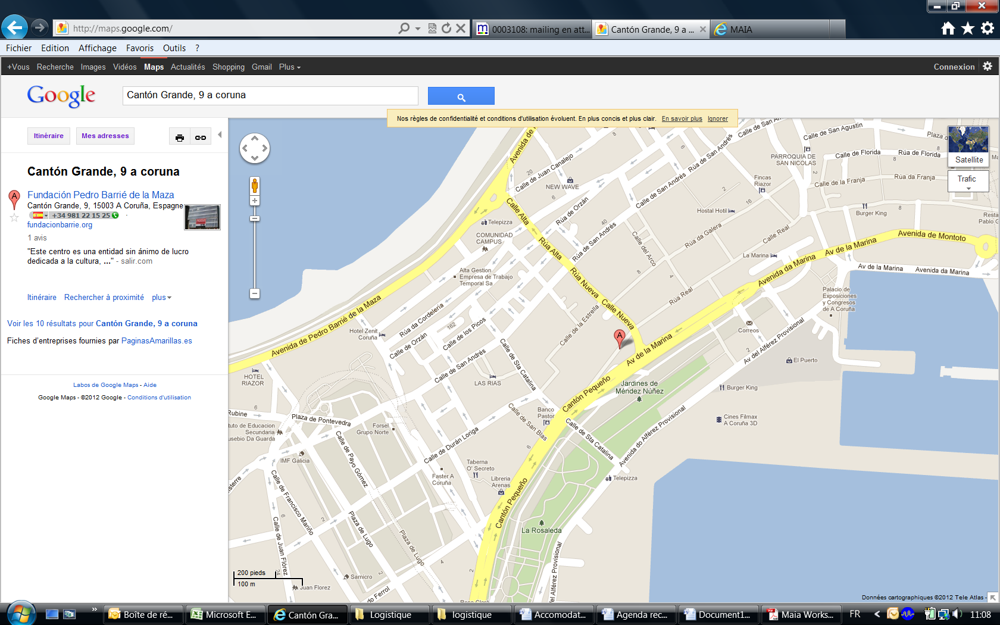 http://maps.google.com/
0003108: mailing en att...
Cantón Grande, 9 a ...
MAIA
Fichier Edition Affichage Favoris Outils ?
+Vous Recherche Images Vidéos Maps Actualités Shopping Gmail Plus
Connexion
Google
Cantón Grande, 9 a coruna
Nos règles de confidentialité et conditions d'utilisation évoluent. En plus concis et plus clair. En savoir plus Ignorer
Itinéraire
Mes adresses
Cantón Grande, 9 a coruna
A
Fundación Pedro Barrié de la Maza
Cantón Grande, 9, 15003 A Coruña, Espagne
+34 981 22 15 25
fundacionbarrie.org
1 avis
"Este centro es una entidad sin ánimo de lucro
dedicada a la cultura, ..." - salir.com
Itinéraire Rechercher à proximité plus
Voir les 10 résultats pour Cantón Grande, 9 a coruna
Fiches d'entreprises fournies par PaginasAmarillas.es
Labos de Google Maps - Aide
Google Maps - ©2012 Google - Conditions d'utilisation
Satellite
Trafic
Avenida de
Calle de San
Calle de San Agustín
Plaza d
PARROQUIA DE
SAN NICOLAS
Calle de Florida
Rúa de Florida
Calle de la Franja
Rúa da Franja
Fincas
Riazor
Calle de Juan Canalejo
Rúa de San Andrés
Calle de San Andrés
NEW WAVE
Rúa de Orzán
Hostal Hotil
Burger King
Resta
Pablo G
Calle Alta
Telepizza
COMUNIDAD
CAMPUS
Rúa Alta
Rúa de San Andrés
Calle del Arco
Rúa da Galera
Calle Real
Avenida de Montoto
La Marina
Av de la Marina
Avenida da Marina
Av de la Marina
Avenida da Marina
Alta Gestion
Empresa de Trabajo
Temporal Sa
Rúa Nueva
Calle Nueva
Rúa Real
Palacio de
Exposiciones
y Congresos
de A Coruña
Avenida de Pedro Barrié de la Maza
Rúa da Cordelería
162
Calle de los Picos
Calle de la Estrella
Correos
Hotel Zenit
Coruña
Calle de Orzán
Calle de San Andrés
Calle de Sta Catalina
A
Av de la Marina
Av del Alférez Provisional
El Puerto
HOTEL
RIAZOR
LAS RIAS
Cantón Pequeño
Jardines de
Méndez Núñez
Burger King
Rubine
Plaza de Pontevedra
Calle de San Blas
Banco
Pastor
Calle de Sta Catalina
Avenida do Alférez Provisional
Cines Filmax
A Coruña 3D
tuto de Educacion
Secundaria
usebio Da Guarda
Forsel
Grupo Norte
Calle de Durán Loriga
IMF Galicia
Calle de Payo Gómez
Taberna
O' Secreto
Faster A
Coruña
Libreria
Arenas
Telepizza
Cantón Pequeño
Calle de Francisco Mariño
Plaza de Lugo
Plaza de Lugo
La Rosaleda
Calle de Juan Flórez
Alférez Provisional
Samicro
Juan Florez
200 pieds
100 m
Données cartographiques ©2012 Tele Atlas -
Boîte de ré...
Microsoft E...
Cantón Gra...
Logistique
logistique
Accomodat...
Agenda rec...
Document1...
Maia Works...
FR
11:08